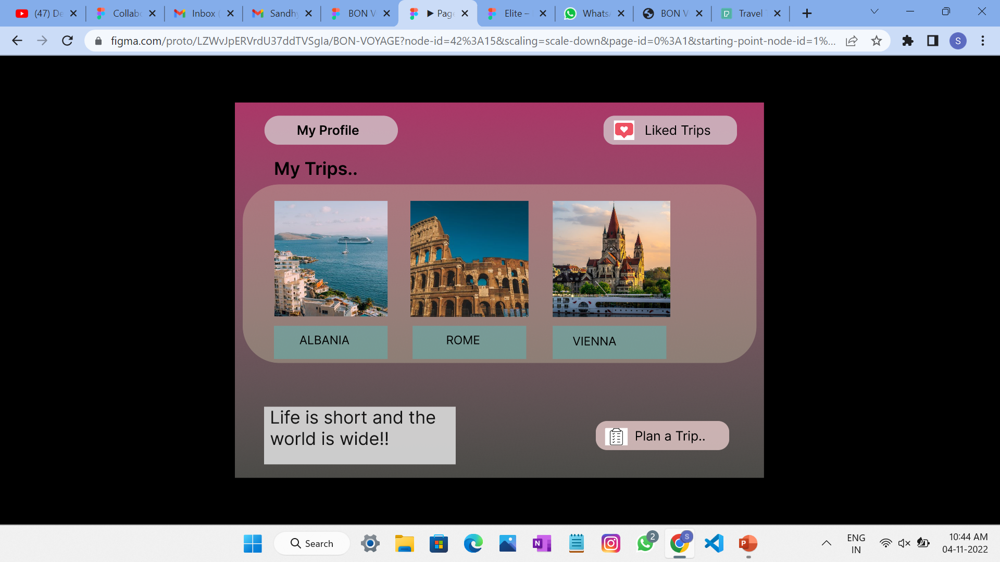 (47) De
Collabo
Inbox (
Sandhy
BON V
Page
Elite –
Whats
BON V
Travel
figma.com/proto/LZWvJpERVrdU37ddTVSgla/BON-VOYAGE?node-id=42%3A15&scaling=scale-down&page-id=0%3A1&starting-point-node-id=1%...
S
My Profile
Liked Trips
My Trips..
ALBANIA
ROME
VIENNA
Life is short and the
world is wide!!
Plan a Trip..
Search
2
S
ENG
IN
10:44 AM
04-11-2022